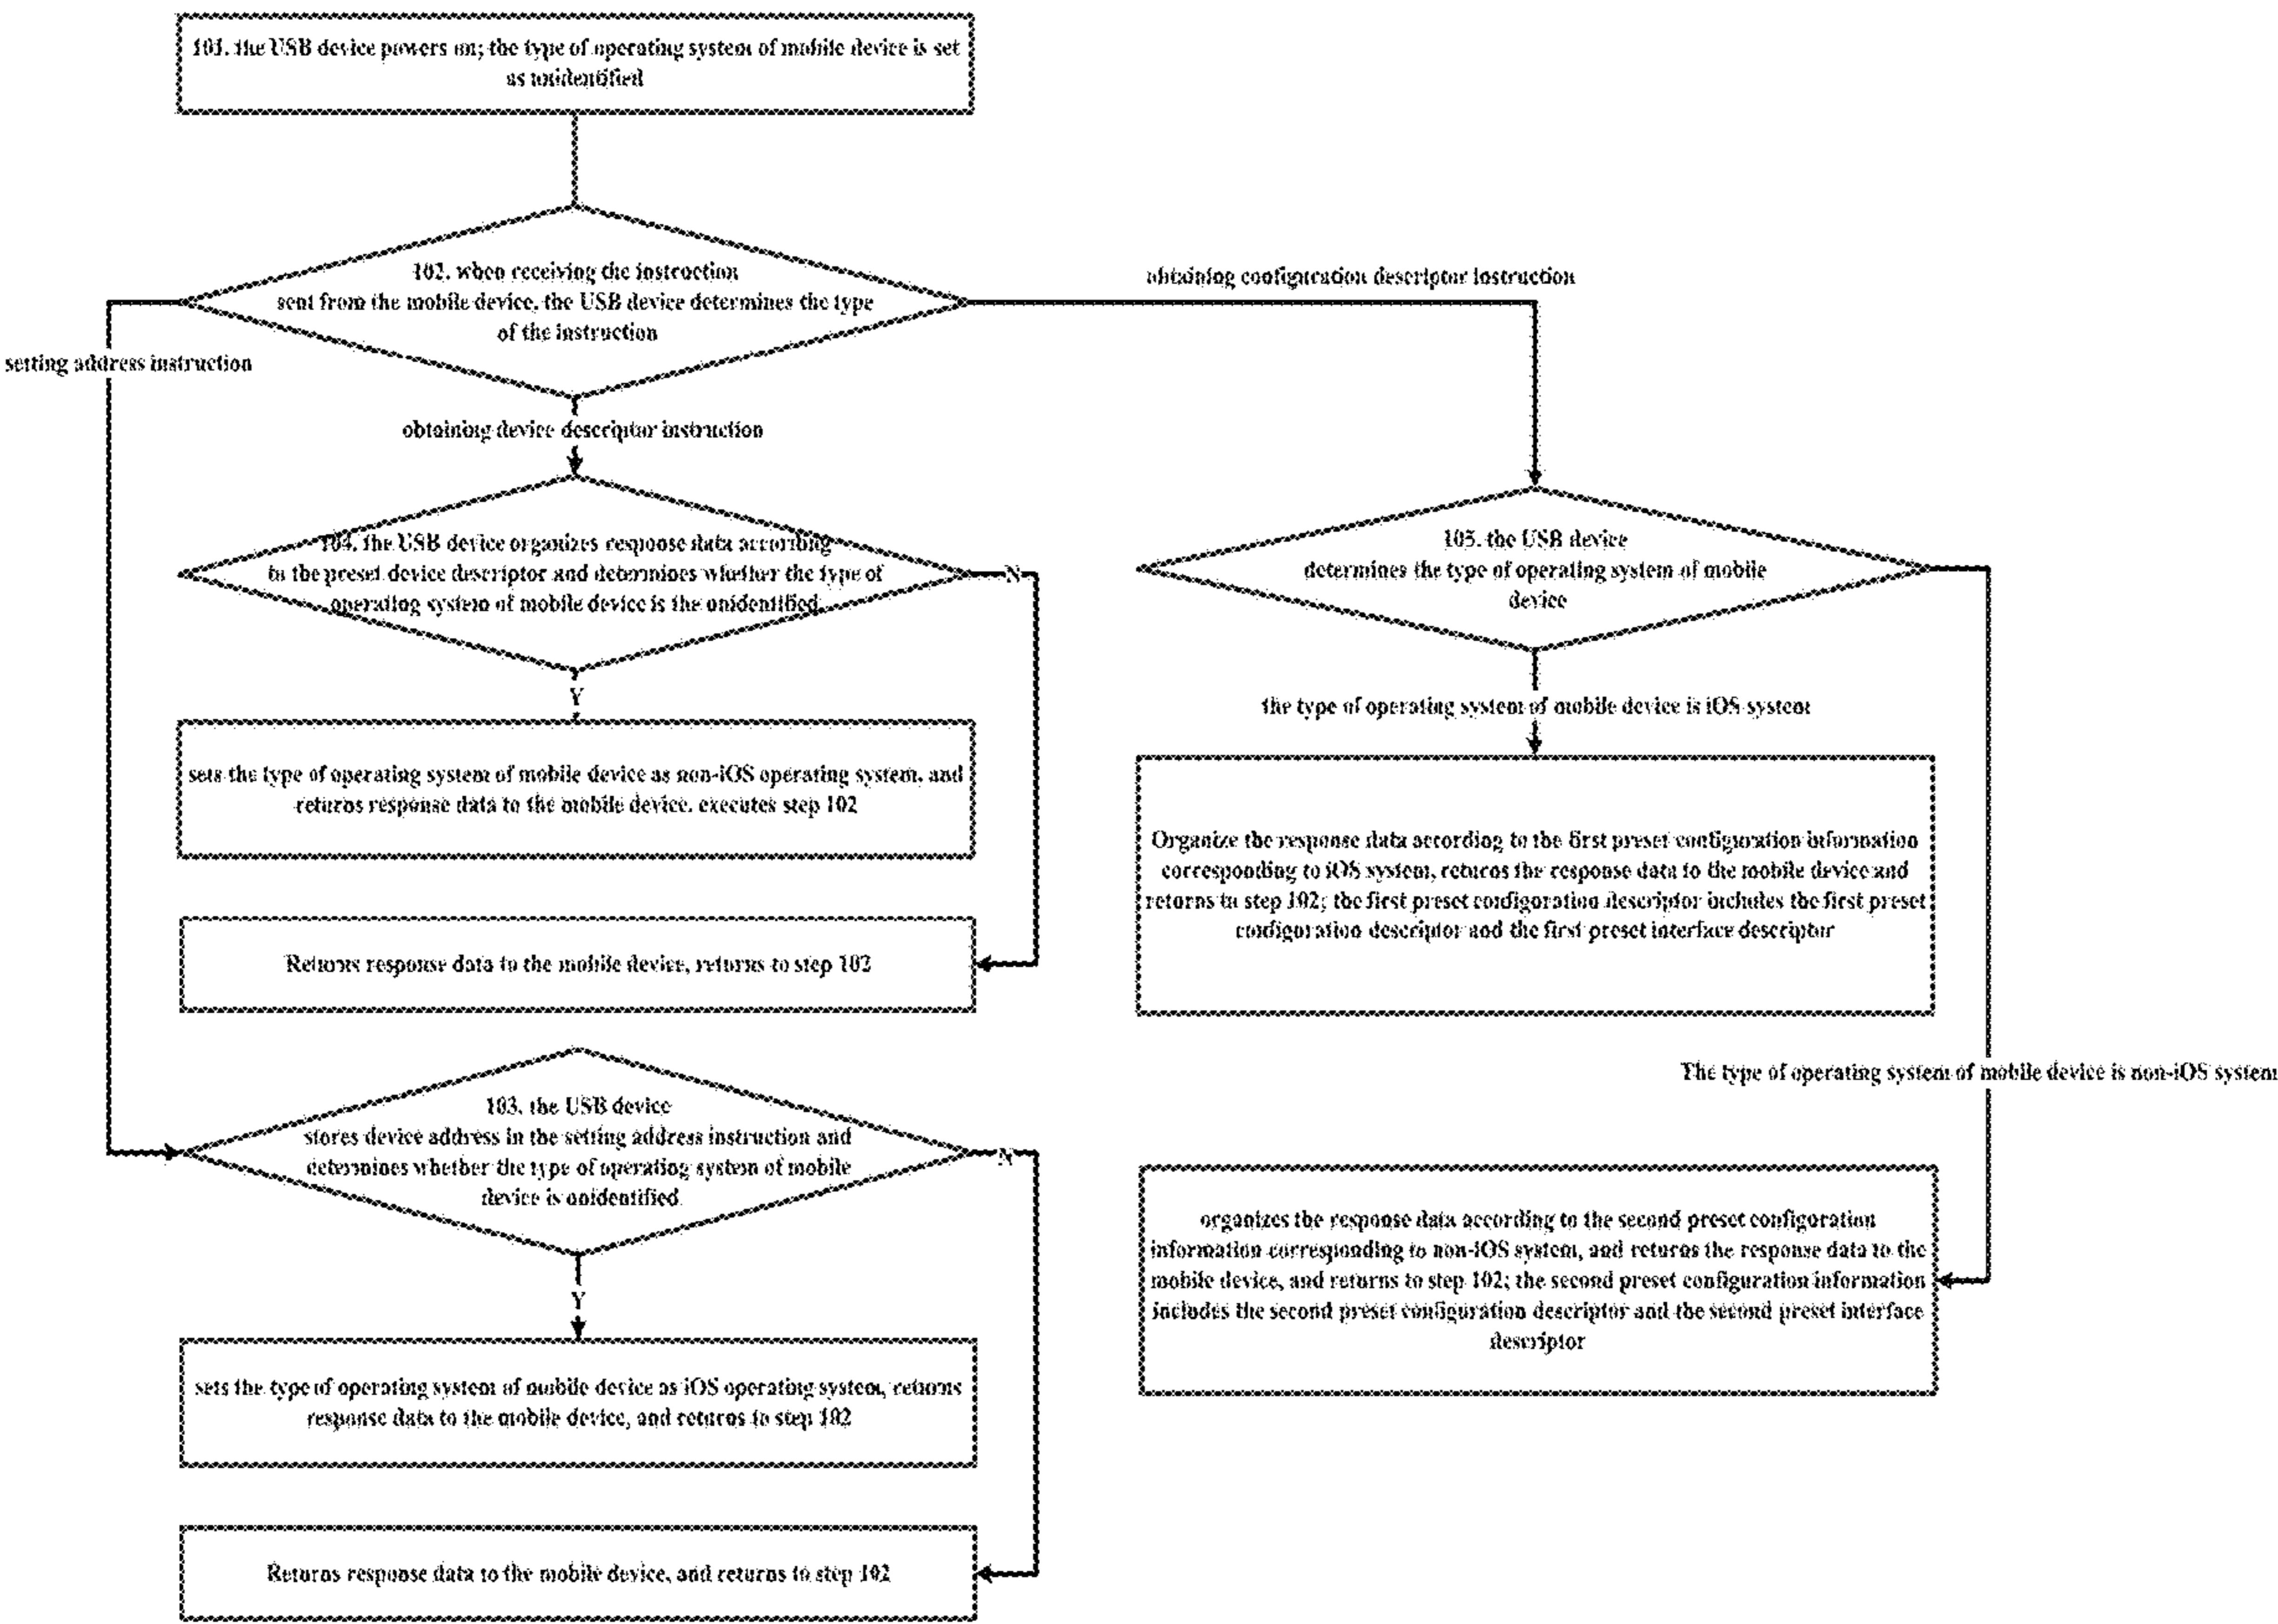 101. the USB device powers on; the type of operating system of mobile device is set
as unidentified
102. when receiving the instruction
sent from the mobile device, the USB device determines the type
of the instruction
obtaining configuration descriptor instruction
setting address instruction
obtaining device descriptor instruction
104. the USB device organizes response data according
to the preset device descriptor and determines whether the type of
operating system of mobile device is the unidentified
N
105. the USB device
determines the type of operating system of mobile
device
Y
the type of operating system of mobile device is iOS system
sets the type of operating system of mobile device as non-iOS operating system, and
returns response data to the mobile device, executes step 102
Organize the response data according to the first preset configuration information
corresponding to iOS system, returns the response data to the mobile device and
returns to step 102; the first preset configuration descriptor includes the first preset
configuration descriptor and the first preset interface descriptor
Returns response data to the mobile device, returns to step 102
The type of operating system of mobile device is non-iOS system
103. the USB device
stores device address in the setting address instruction and
determines whether the type of operating system of mobile
device is unidentified
N
organizes the response data according to the second preset configuration
information corresponding to non-iOS system, and returns the response data to the
mobile device, and returns to step 102; the second preset configuration information
includes the second preset configuration descriptor and the second preset interface
descriptor
Y
sets the type of operating system of mobile device as iOS operating system, returns
response data to the mobile device, and returns to step 102
Returns response data to the mobile device, and returns to step 102